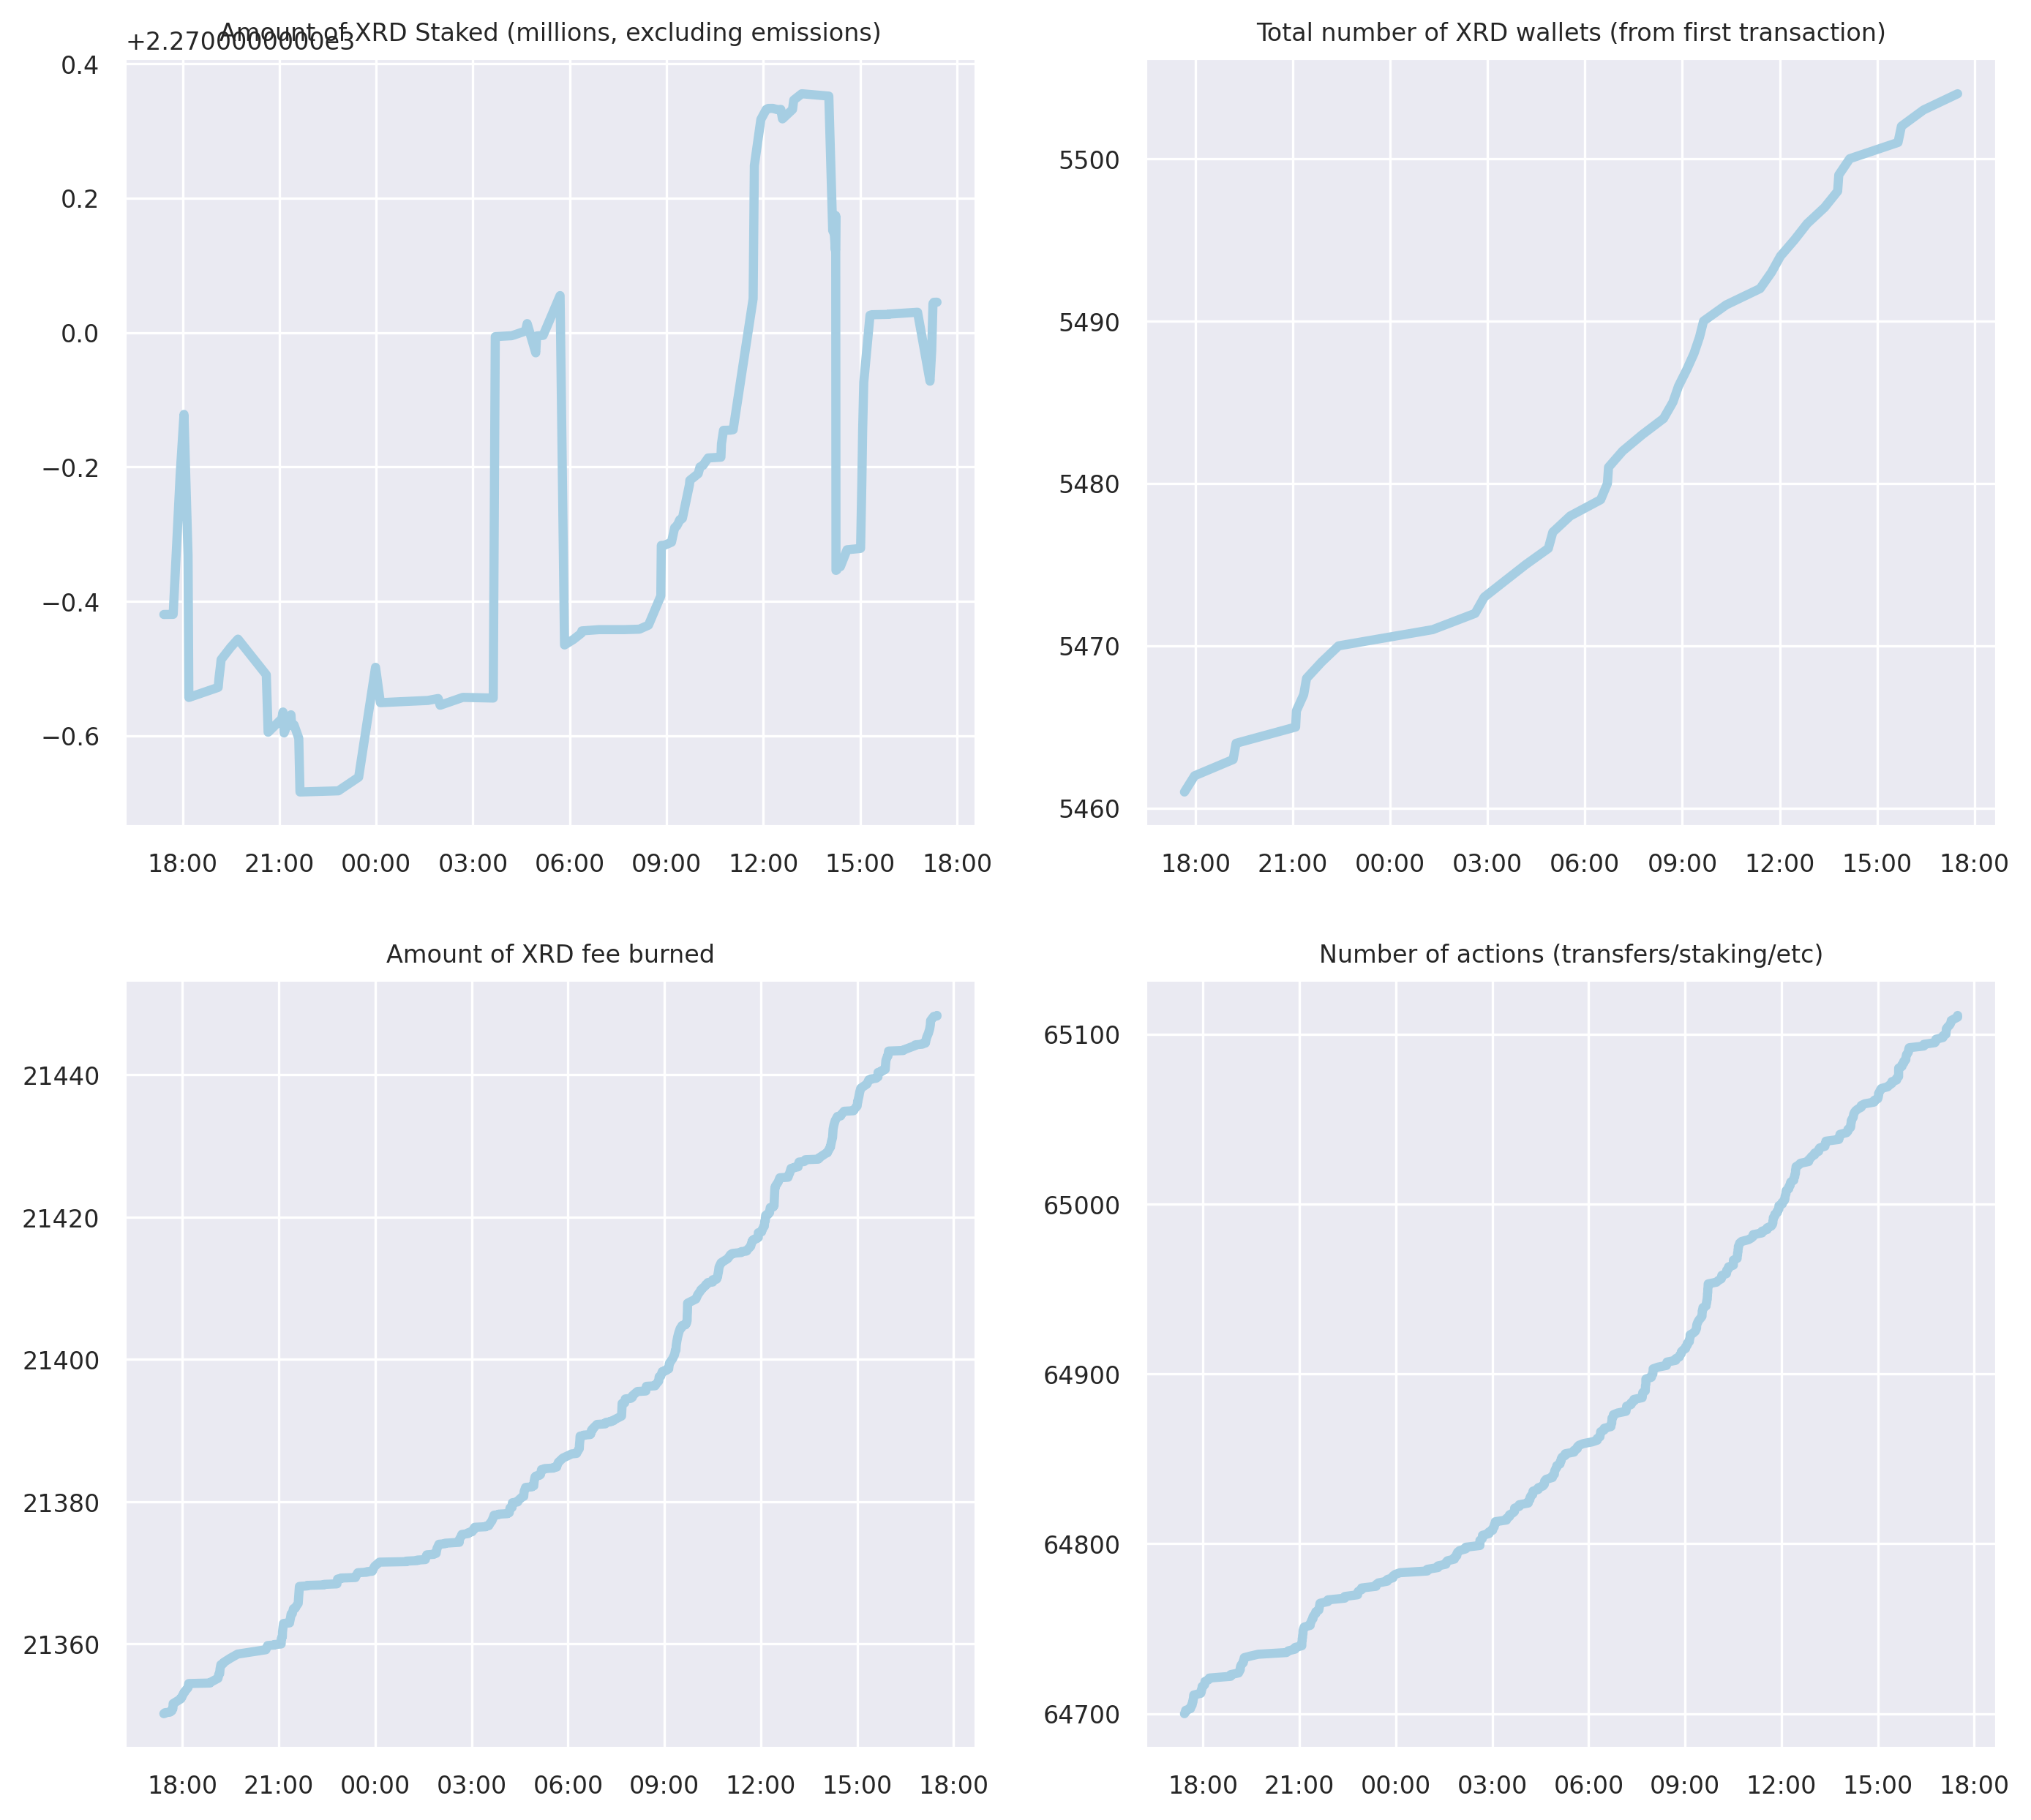 Amount of XRD Staked (millions, excluding emissions)
+2.2700000000e3
0.4
0.2
0.0
−0.2
−0.4
−0.6
18:00 21:00 00:00 03:00 06:00 09:00 12:00 15:00 18:00
Total number of XRD wallets (from first transaction)
5500
5490
5480
5470
5460
18:00 21:00 00:00 03:00 06:00 09:00 12:00 15:00 18:00
Amount of XRD fee burned
21440
21420
21400
21380
21360
18:00 21:00 00:00 03:00 06:00 09:00 12:00 15:00 18:00
Number of actions (transfers/staking/etc)
65100
65000
64900
64800
64700
18:00 21:00 00:00 03:00 06:00 09:00 12:00 15:00 18:00